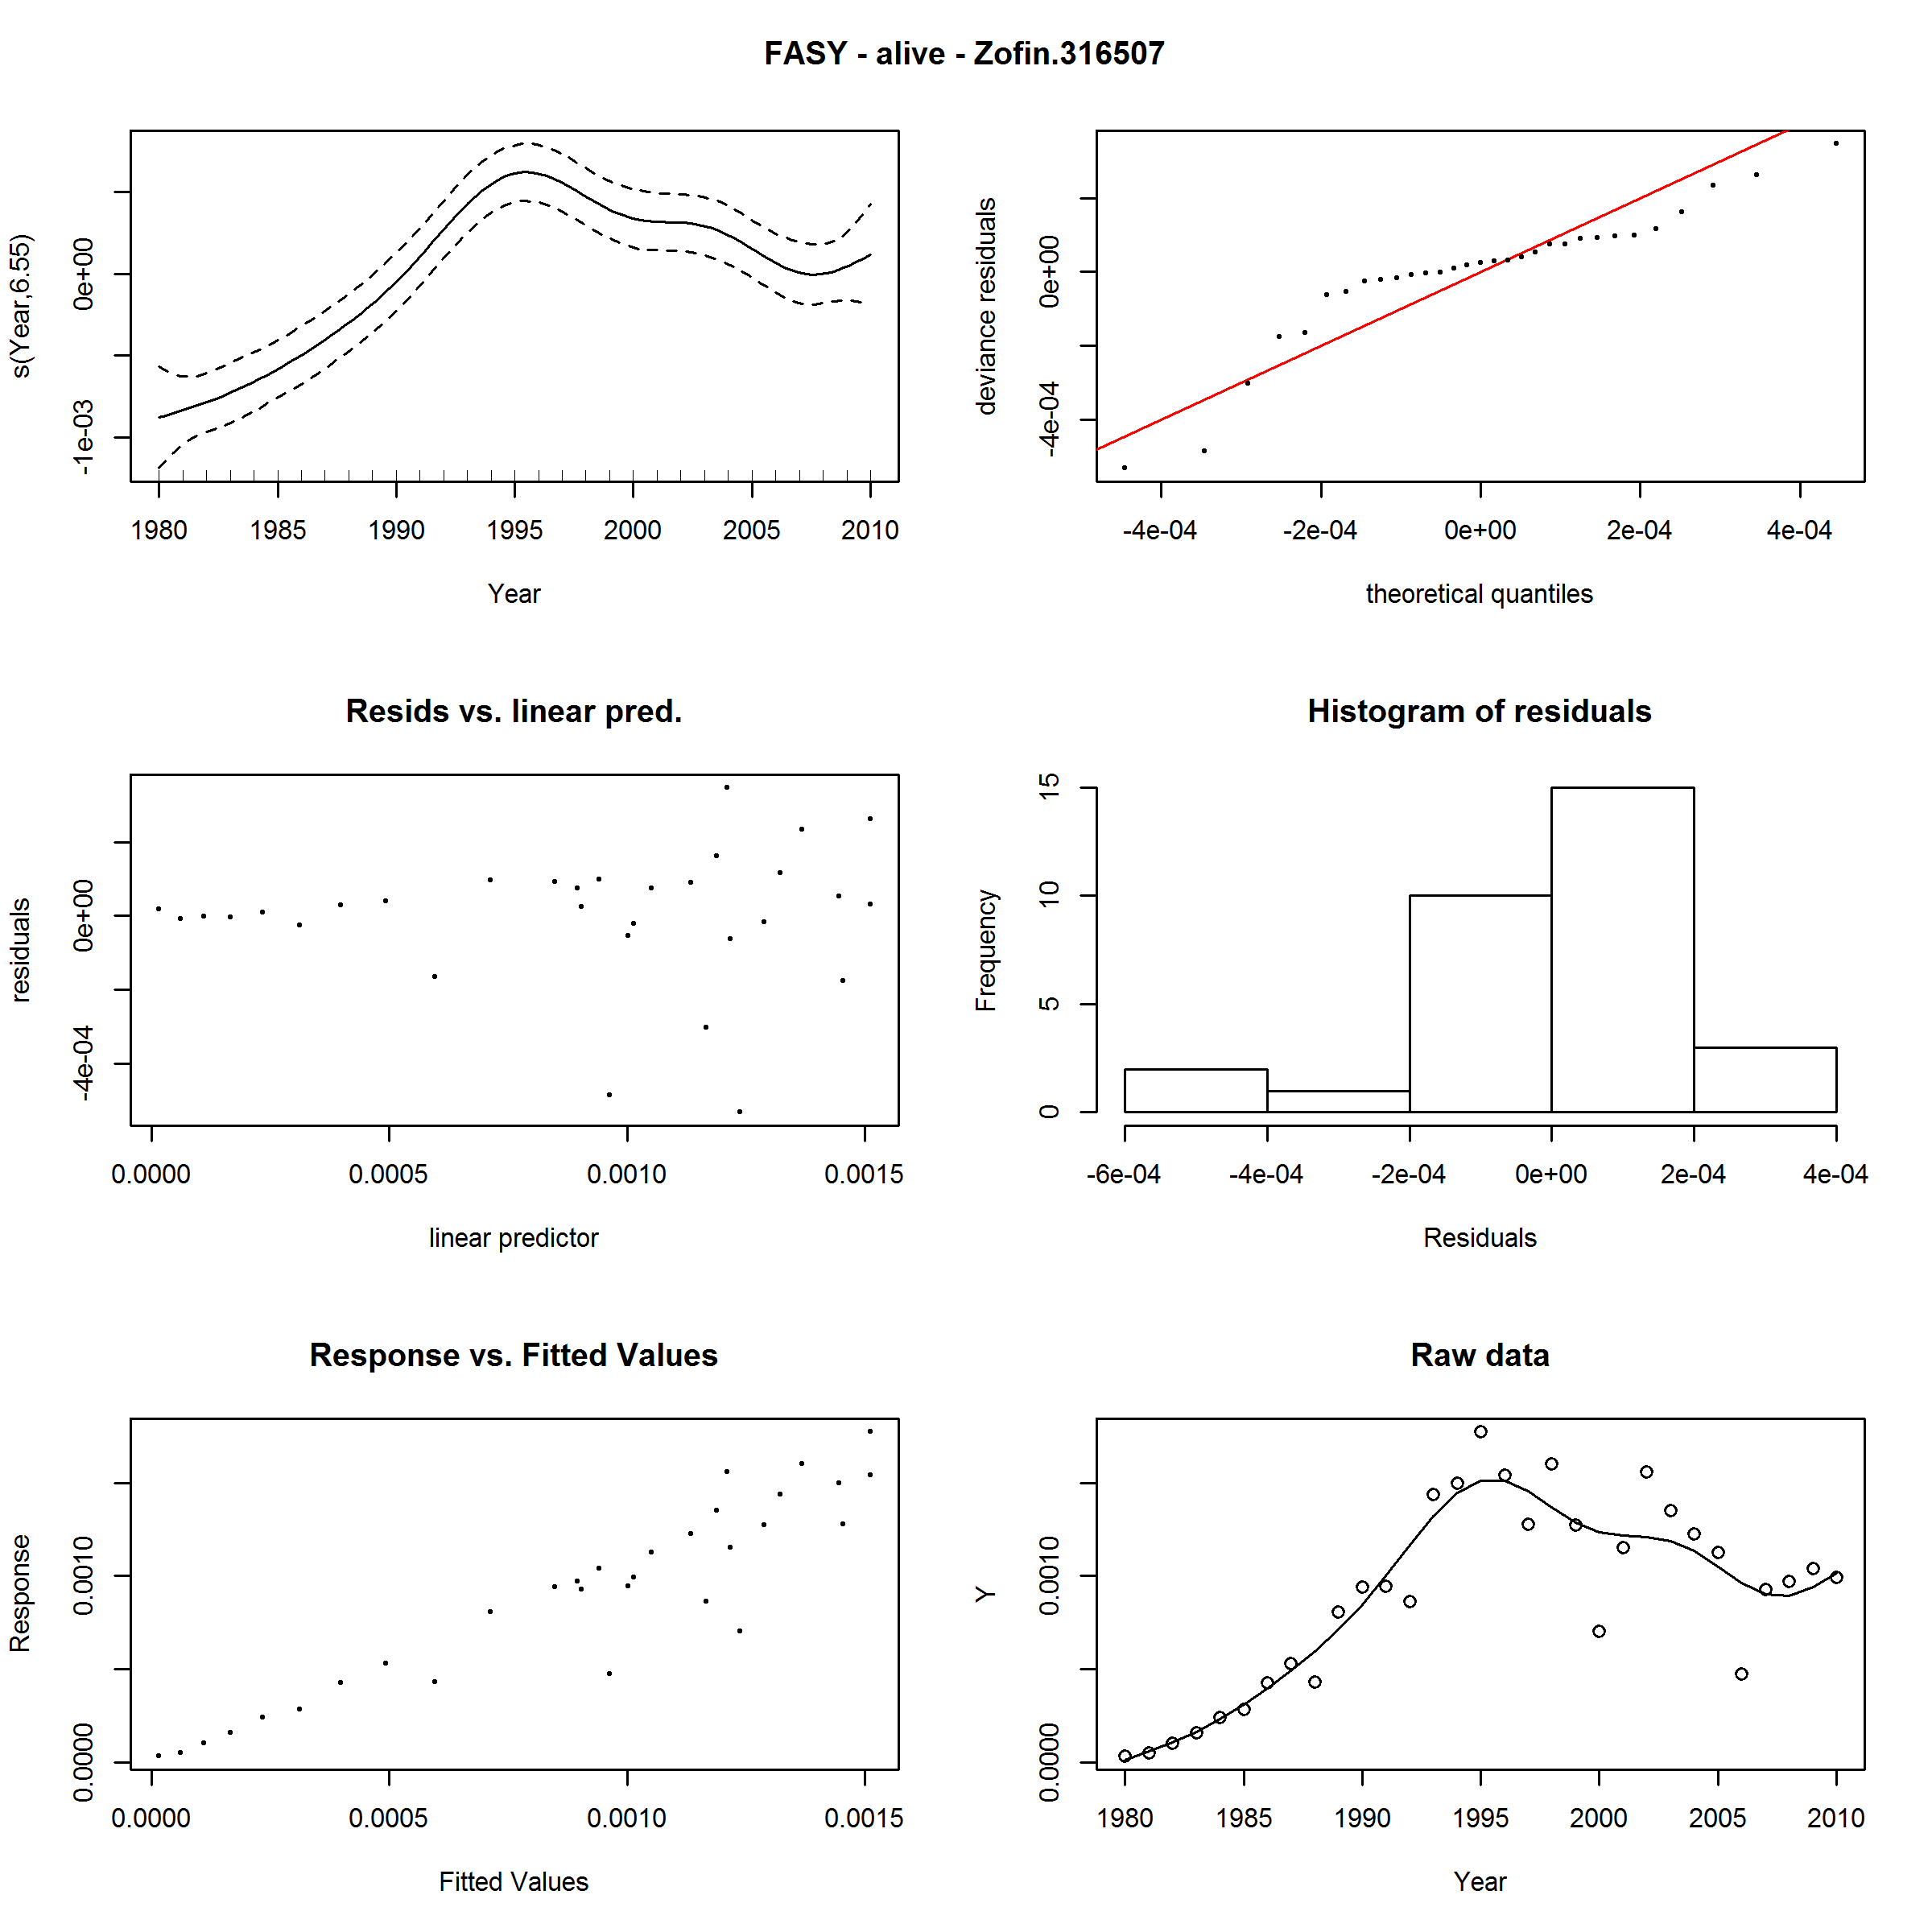 FASY - alive - Zofin.316507
s(Year,6.55)
-1e-03 0e+00
1980 1985 1990 1995 2000 2005 2010
Year
deviance residuals
-4e-04 0e+00
-4e-04 -2e-04 0e+00 2e-04 4e-04
theoretical quantiles
Resids vs. linear pred.
residuals
-4e-04 0e+00
0.0000 0.0005 0.0010 0.0015
linear predictor
Histogram of residuals
Frequency
0 5 10 15
-6e-04 -4e-04 -2e-04 0e+00 2e-04 4e-04
Residuals
Response vs. Fitted Values
Response
0.0000 0.0010
0.0000 0.0005 0.0010 0.0015
Fitted Values
Raw data
Y
0.0000 0.0010
1980 1985 1990 1995 2000 2005 2010
Year